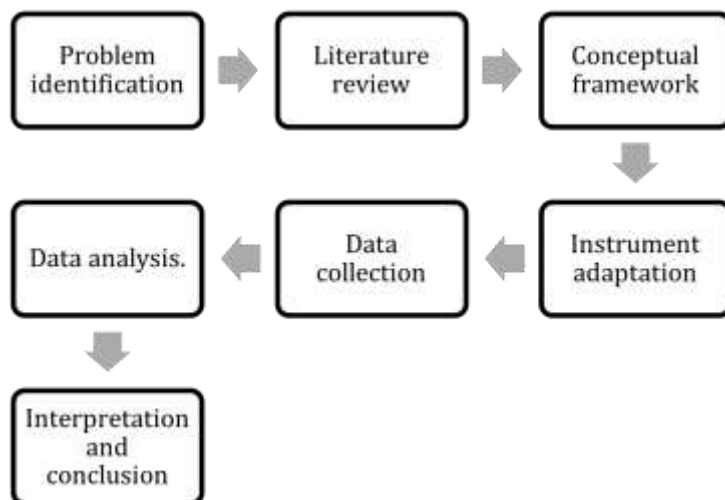 Problem
identification
Literature
review
Conceptual
framework
Instrument
adaptation
Data
collection
Data analysis.
Interpretation
and
conclusion